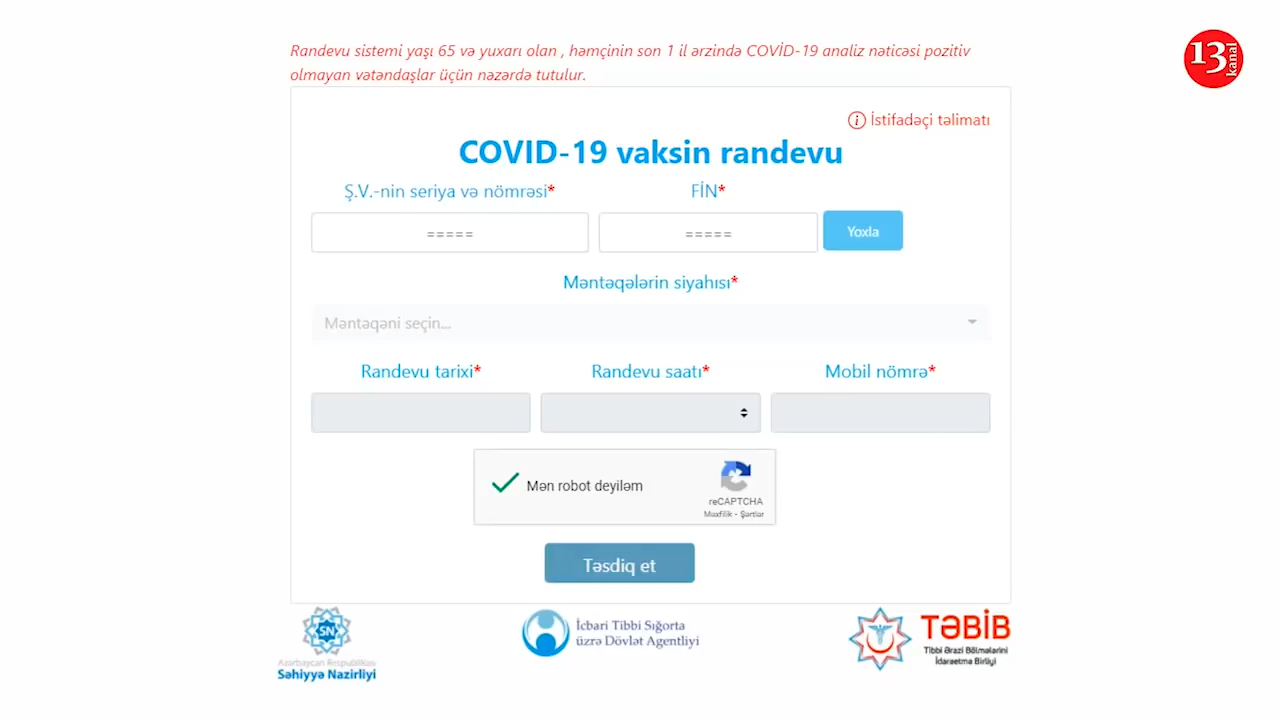 Randevu sistemi yaşı 65 və yuxarı olan , həmçinin son 1 il ərzində COVİD-19 analiz nəticəsi pozitiv
olmayan vətəndaşlar üçün nəzərdə tutulur.
13 kanal
İstifadəçi təlimatı
COVID-19 vaksin randevu
Ş.V.-nin seriya və nömrəsi* FİN*
===== ===== Yoxla
Məntəqələrin siyahısı*
Məntəqəni seçin...
Randevu tarixi* Randevu saatı* Mobil nömrə*
Mən robot deyiləm
reCAPTCHA
Məxfilik - Şərtlər
Təsdiq et
SN
Azərbaycan Respublikası
Səhiyyə Nazirliyi
İcbari Tibbi Sığorta
üzrə Dövlət Agentliyi
TƏBİB
Tibbi Ərazi Bölmələrini
İdarəetmə Birliyi